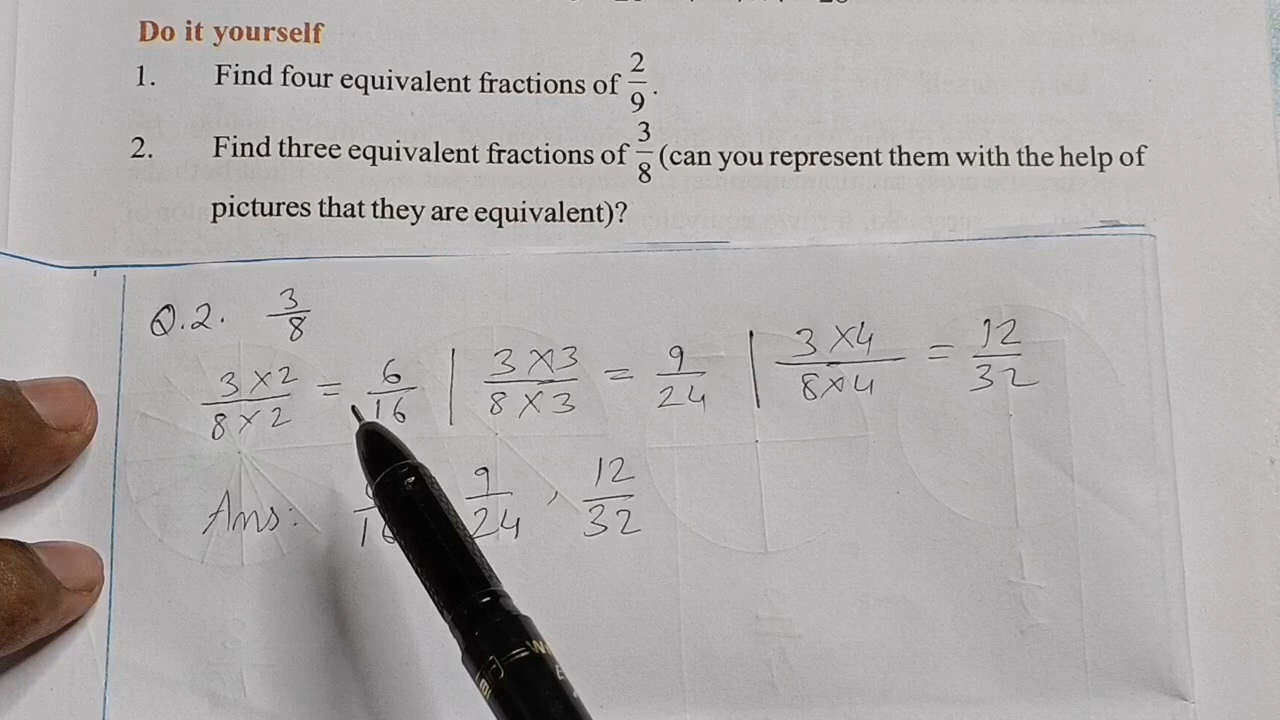 Do it yourself
1. Find four equivalent fractions of 2/9.
2. Find three equivalent fractions of 3/8 (can you represent them with the help of
pictures that they are equivalent)?
Q.2. 3/8
3×2/8×2 = 6/16 | 3×3/8×3 = 9/24 | 3×4/8×4 = 12/32
Ans: 9/24 , 12/32